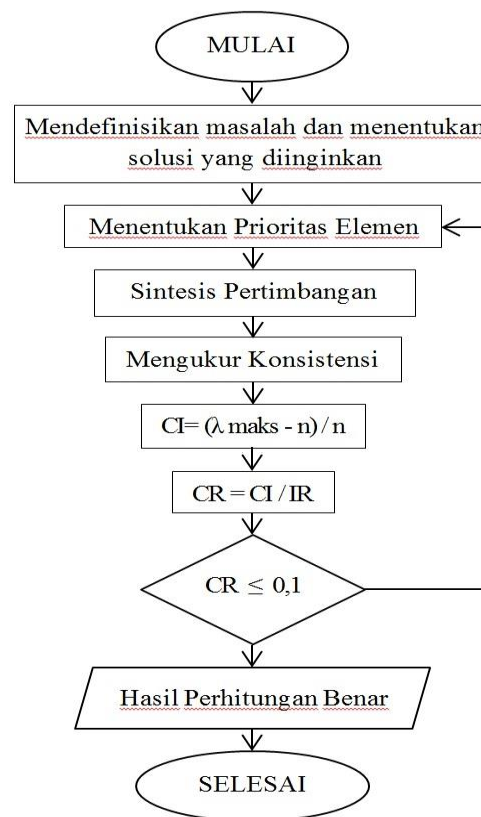 MULAI
Mendefinisikan masalah dan menentukan
solusi yang diinginkan
Menentukan Prioritas Elemen
Sintesis Pertimbangan
Mengukur Konsistensi
CI= (λ maks - n) / n
CR = CI / IR
CR ≤ 0,1
Hasil Perhitungan Benar
SELESAI